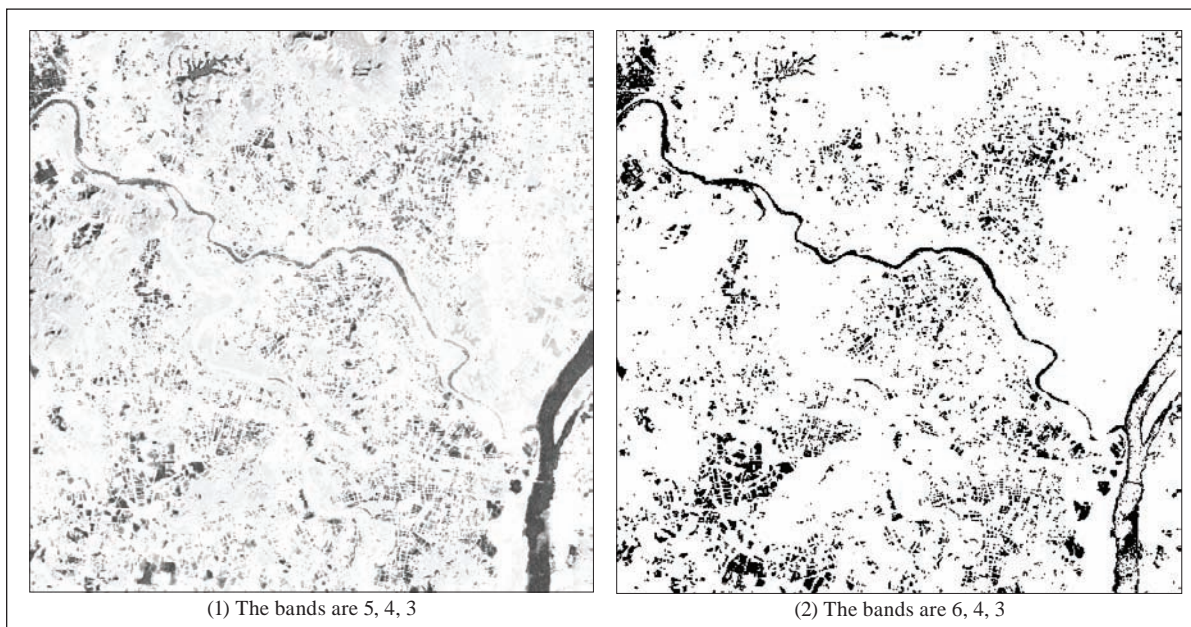 (1) The bands are 5, 4, 3
(2) The bands are 6, 4, 3